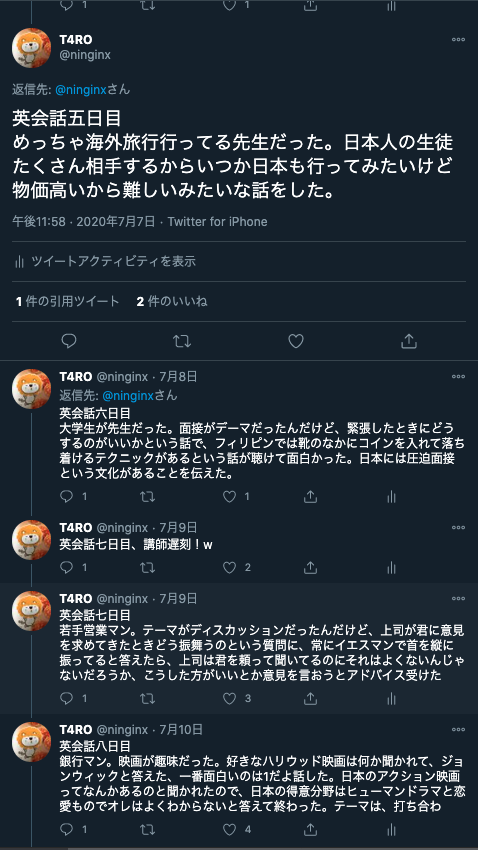 1 1
T4RO
@ninginx
返信先: @ninginxさん
英会話五日目
めっちゃ海外旅行行ってる先生だった。日本人の生徒
たくさん相手するからいつか日本も行ってみたいけど
物価高いから難しいみたいな話をした。
午後11:58 · 2020年7月7日 · Twitter for iPhone
ツイートアクティビティを表示
1 件の引用ツイート 2 件のいいね
T4RO @ninginx · 7月8日
返信先: @ninginxさん
英会話六日目
大学生が先生だった。面接がデーマだったんだけど、緊張したときにどう
するのがいいかという話で、フィリピンでは靴のなかにコインを入れて落ち
着けるテクニックがあるという話が聴けて面白かった。日本には圧迫面接
という文化があることを伝えた。
1 1
T4RO @ninginx · 7月9日
英会話七日目、講師遅刻！w
1 2
T4RO @ninginx · 7月9日
英会話七日目
若手営業マン。テーマがディスカッションだったんだけど、上司が君に意見
を求めてきたときどう振舞うのという質問に、常にイエスマンで首を縦に
振ってると答えたら、上司は君を頼って聞いてるのにそれはよくないんじゃ
ないだろうか、こうした方がいいとか意見を言おうとアドバイス受けた
1 3
T4RO @ninginx · 7月10日
英会話八日目
銀行マン。映画が趣味だった。好きなハリウッド映画は何か聞かれて、ジョ
ンウィックと答えた、一番面白いのは1だよ話した。日本のアクション映画
ってなんかあるのと聞かれたので、日本の得意分野はヒューマンドラマと恋
愛ものでオレはよくわからないと答えて終わった。テーマは、打ち合わ
1 4